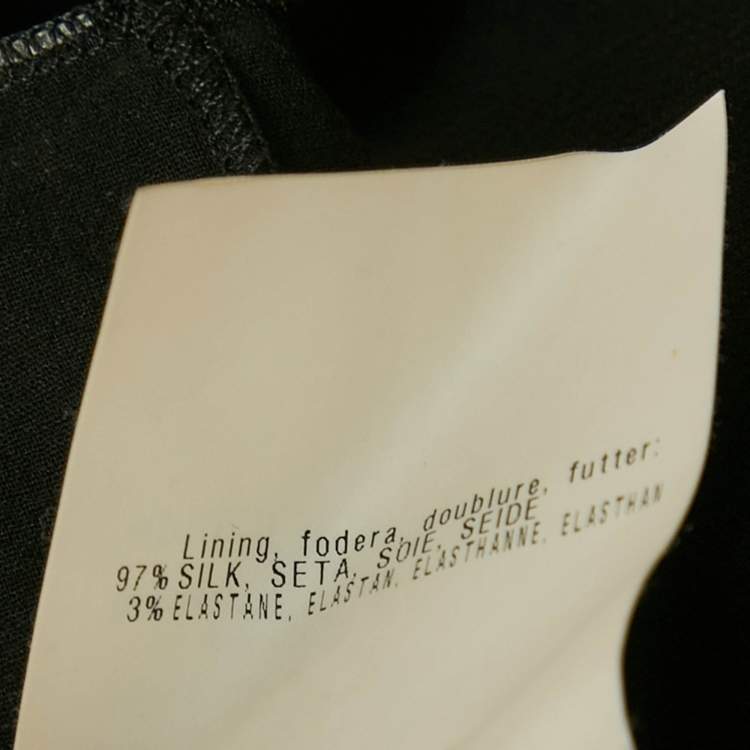 Lining, fodera, doublure, futter:
97% SILK, SETA, SOIE, SEIDE
3% ELASTANE, ELASTAN, ELASTHANNE, ELASTHAN